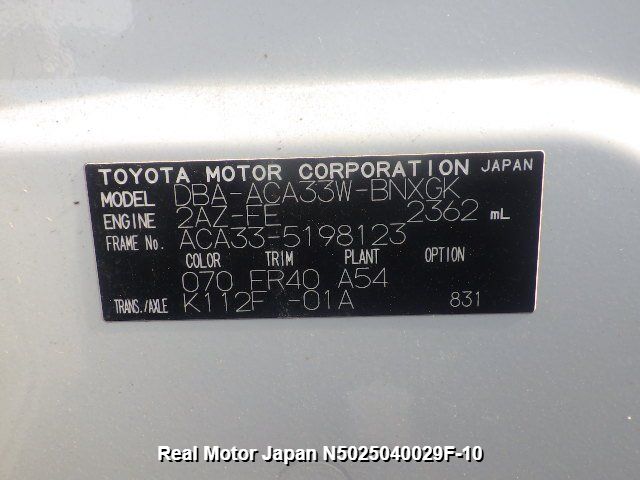 TOYOTA MOTOR CORPORATION JAPAN
MODEL DBA-ACA33W-BNXGK
ENGINE 2AZ-FE 2362 mL
FRAME No. ACA33-5198123
COLOR TRIM PLANT OPTION
070 ER40 A54
TRANS./AXLE K112F -01A 831
Real Motor Japan N5025040029F-10